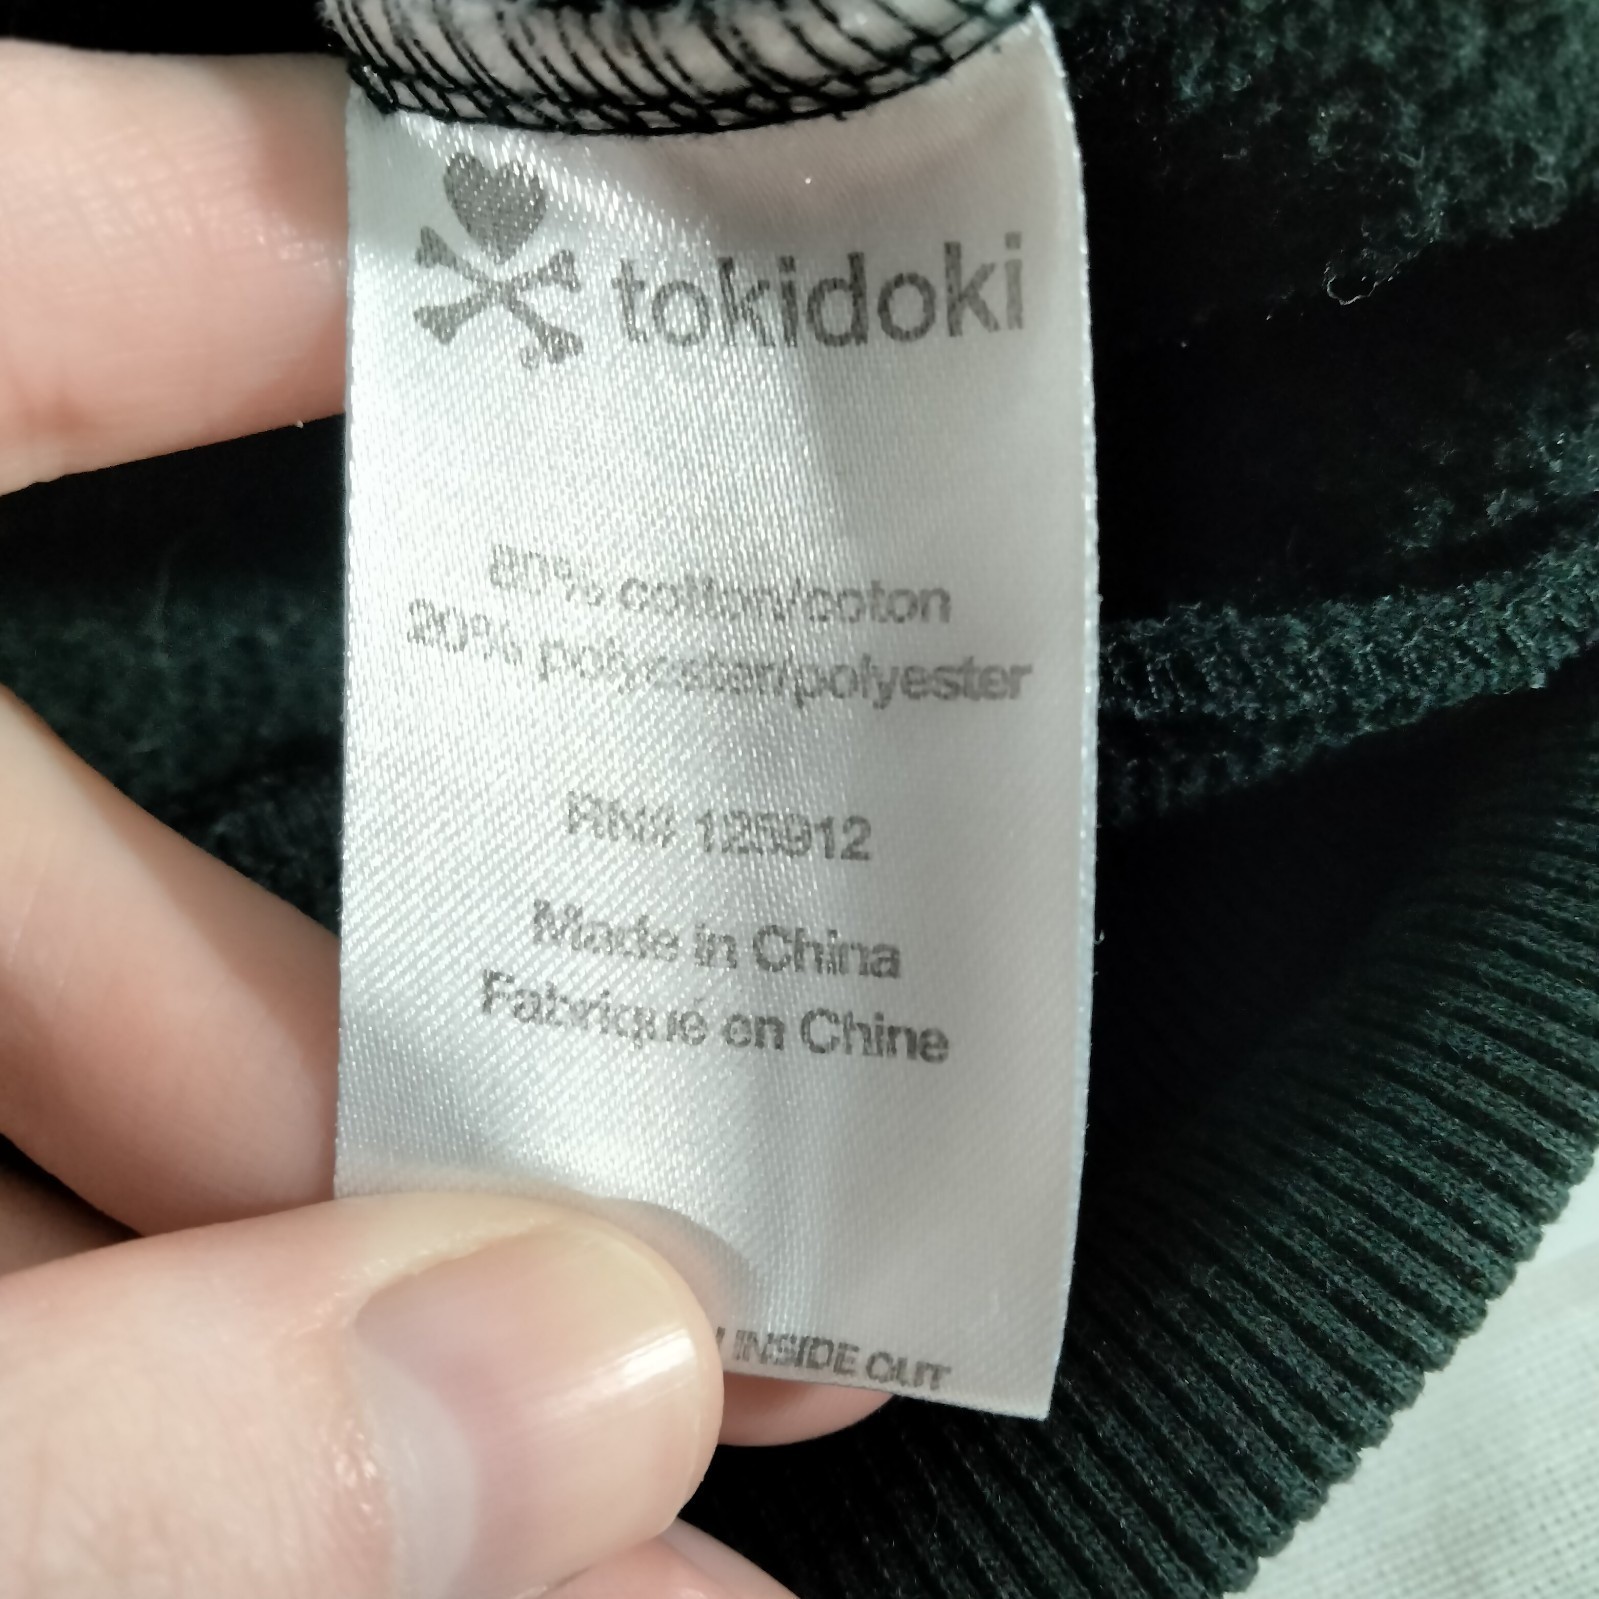 tokidoki
80% cotton/coton
20% polyester/polyester
RN# 125912
Made in China
Fabriqué en Chine
INSIDE OUT